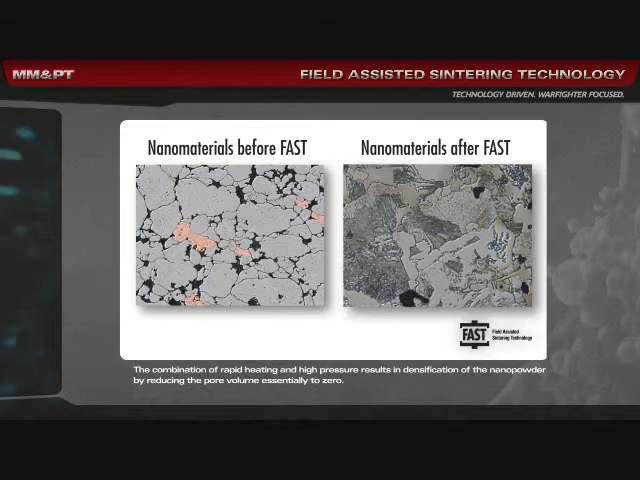 MM&PT
FIELD ASSISTED SINTERING TECHNOLOGY
TECHNOLOGY DRIVEN. WARFIGHTER FOCUSED.
Nanomaterials before FAST
Nanomaterials after FAST
FAST
Field Assisted
Sintering Technology
The combination of rapid heating and high pressure results in densification of the nanopowder
by reducing the pore volume essentially to zero.